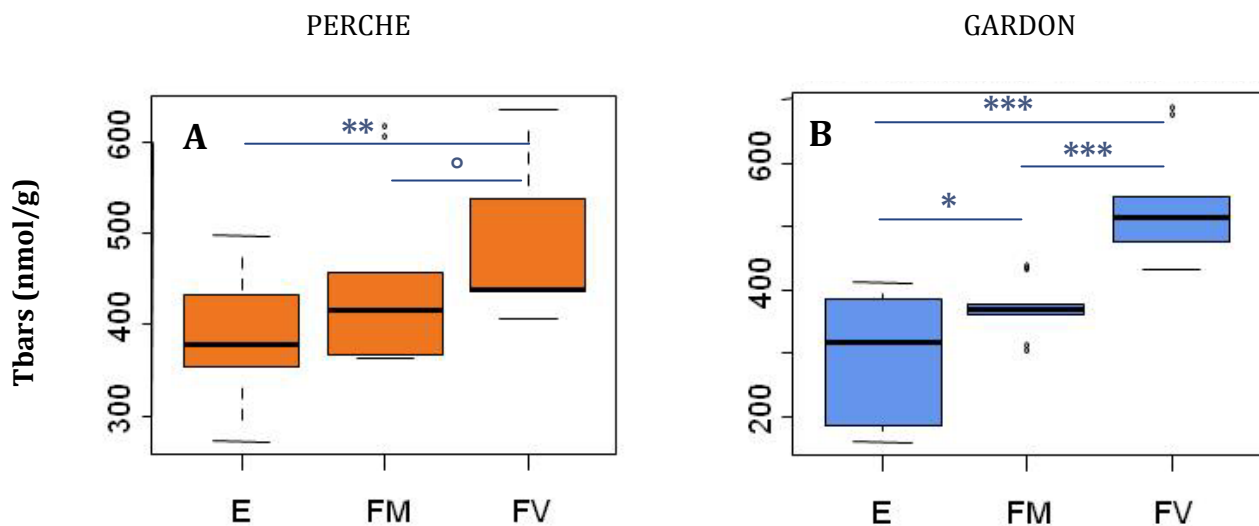 PERCHE
GARDON
Tbars (nmol/g)
A
**
°
600
500
400
300
E
FM
FV
B
***
***
*
600
400
200
E
FM
FV